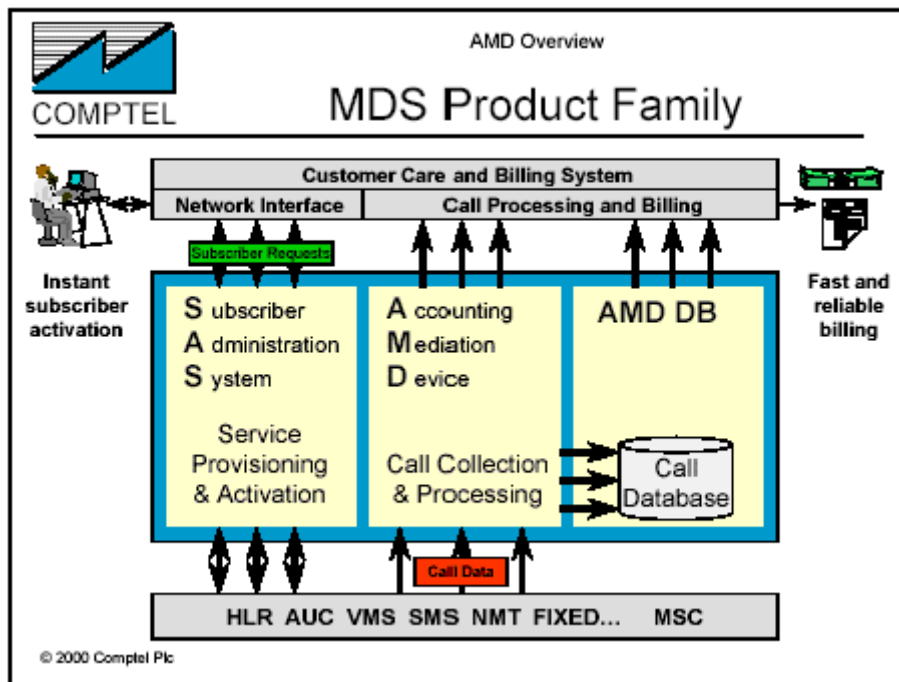 AMD Overview
COMPTEL
MDS Product Family
Customer Care and Billing System
Network Interface
Call Processing and Billing
Subscriber Requests
Instant
subscriber
activation
Fast and
reliable
billing
S ubscriber
A dministration
S ystem
Service
Provisioning
& Activation
A ccounting
M ediation
D evice
Call Collection
& Processing
AMD DB
Call
Database
Call Data
HLR AUC VMS SMS NMT FIXED... MSC
© 2000 Comptel Plc